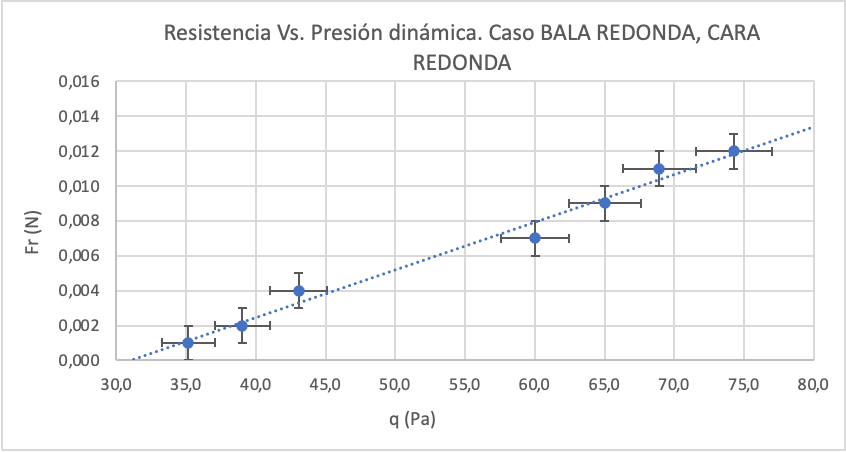 Resistencia Vs. Presión dinámica. Caso BALA REDONDA, CARA
REDONDA
0,016
0,014
0,012
0,010
0,008
0,006
0,004
0,002
0,000
Fr (N)
30,0 35,0 40,0 45,0 50,0 55,0 60,0 65,0 70,0 75,0 80,0
q (Pa)